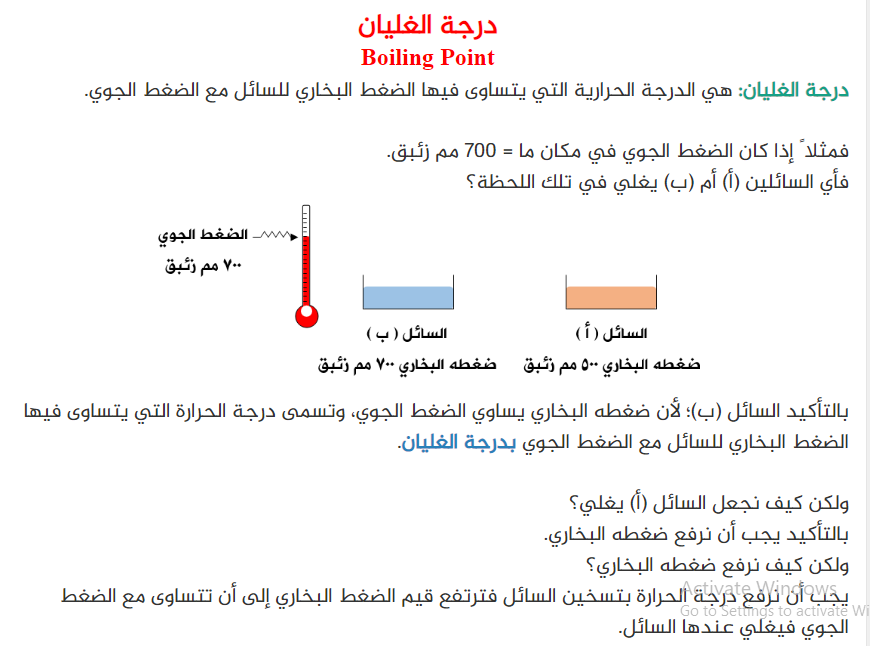 درجة الغليان
Boiling Point
درجة الغليان: هي الدرجة الحرارية التي يتساوى فيها الضغط البخاري للسائل مع الضغط الجوي.
فمثلاً إذا كان الضغط الجوي في مكان ما = 700 مم زئبق.
فأي السائلين (أ) أم (ب) يغلي في تلك اللحظة؟
الضغط الجوي
٧٠٠ مم زئبق
السائل ( أ )
ضغطه البخاري ٥٠٠ مم زئبق
السائل ( ب )
ضغطه البخاري ٧٠٠ مم زئبق
بالتأكيد السائل (ب)؛ لأن ضغطه البخاري يساوي الضغط الجوي، وتسمى درجة الحرارة التي يتساوى فيها
الضغط البخاري للسائل مع الضغط الجوي بدرجة الغليان.
ولكن كيف نجعل السائل (أ) يغلي؟
بالتأكيد يجب أن نرفع ضغطه البخاري.
ولكن كيف نرفع ضغطه البخاري؟
يجب أن نرفع درجة الحرارة بتسخين السائل فترتفع قيم الضغط البخاري إلى أن تتساوى مع الضغط
الجوي فيغلي عندها السائل.
Activate Windows
Go to Settings to activate Wi